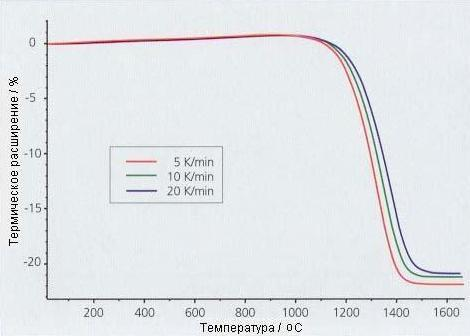 Термическое расширение / %
0
-5
-10
-15
-20
5 K/min
10 K/min
20 K/min
200 400 600 800 1000 1200 1400 1600
Температура / оС